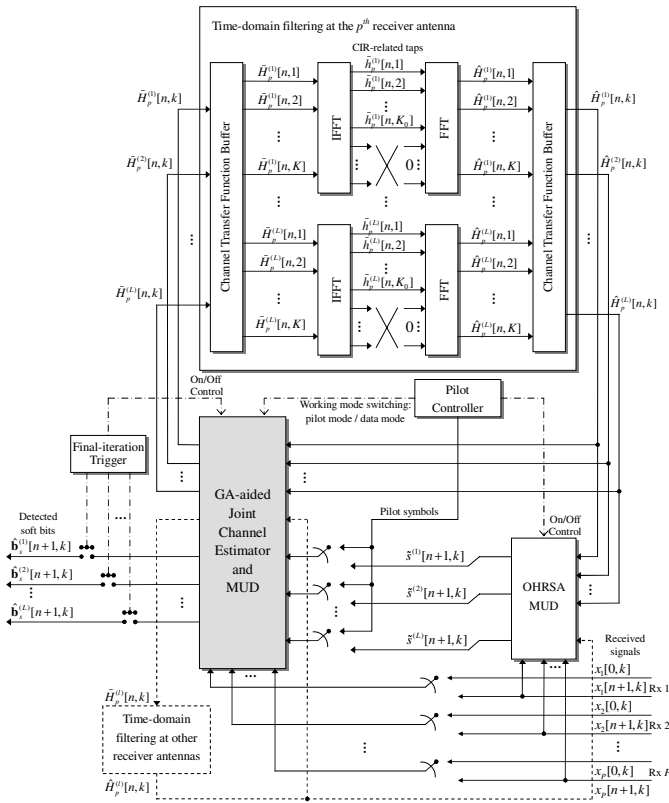 Time-domain filtering at the p^th receiver antenna
CIR-related taps
H̄_p^(1)[n,k]
H̄_p^(2)[n,k]
⋮
H̄_p^(L)[n,k]
Channel Transfer Function Buffer
H̄_p^(1)[n,1]
H̄_p^(1)[n,2]
⋮
H̄_p^(1)[n,K]
⋮
H̄_p^(L)[n,1]
H̄_p^(L)[n,2]
⋮
H̄_p^(L)[n,K]
IFFT
IFFT
h̄_p^(1)[n,1]
h̄_p^(1)[n,2]
⋮
h̄_p^(1)[n,K_0]
0
h̄_p^(L)[n,1]
h̄_p^(L)[n,2]
⋮
h̄_p^(L)[n,K_0]
0
FFT
FFT
Ĥ_p^(1)[n,1]
Ĥ_p^(1)[n,2]
⋮
Ĥ_p^(1)[n,K]
⋮
Ĥ_p^(L)[n,1]
Ĥ_p^(L)[n,2]
⋮
Ĥ_p^(L)[n,K]
Channel Transfer Function Buffer
Ĥ_p^(1)[n,k]
Ĥ_p^(2)[n,k]
⋮
Ĥ_p^(L)[n,k]
On/Off
Control
Working mode switching:
pilot mode / data mode
Pilot
Controller
Final-iteration
Trigger
...
Detected
soft bits
b̂_s^(1)[n+1,k]
b̂_s^(2)[n+1,k]
⋮
b̂_s^(L)[n+1,k]
GA-aided
Joint
Channel
Estimator
and
MUD
Pilot symbols
s̃^(1)[n+1,k]
s̃^(2)[n+1,k]
⋮
s̃^(L)[n+1,k]
On/Off
Control
OHRSA
MUD
Received
signals
x_1[0,k]
x_1[n+1,k] Rx 1
x_2[0,k]
x_2[n+1,k] Rx 2
⋮
x_P[0,k]
Rx P
x_P[n+1,k]
H̄_p^(l)[n,k]
Time-domain
filtering at other
receiver antennas
Ĥ_p^(l)[n,k]